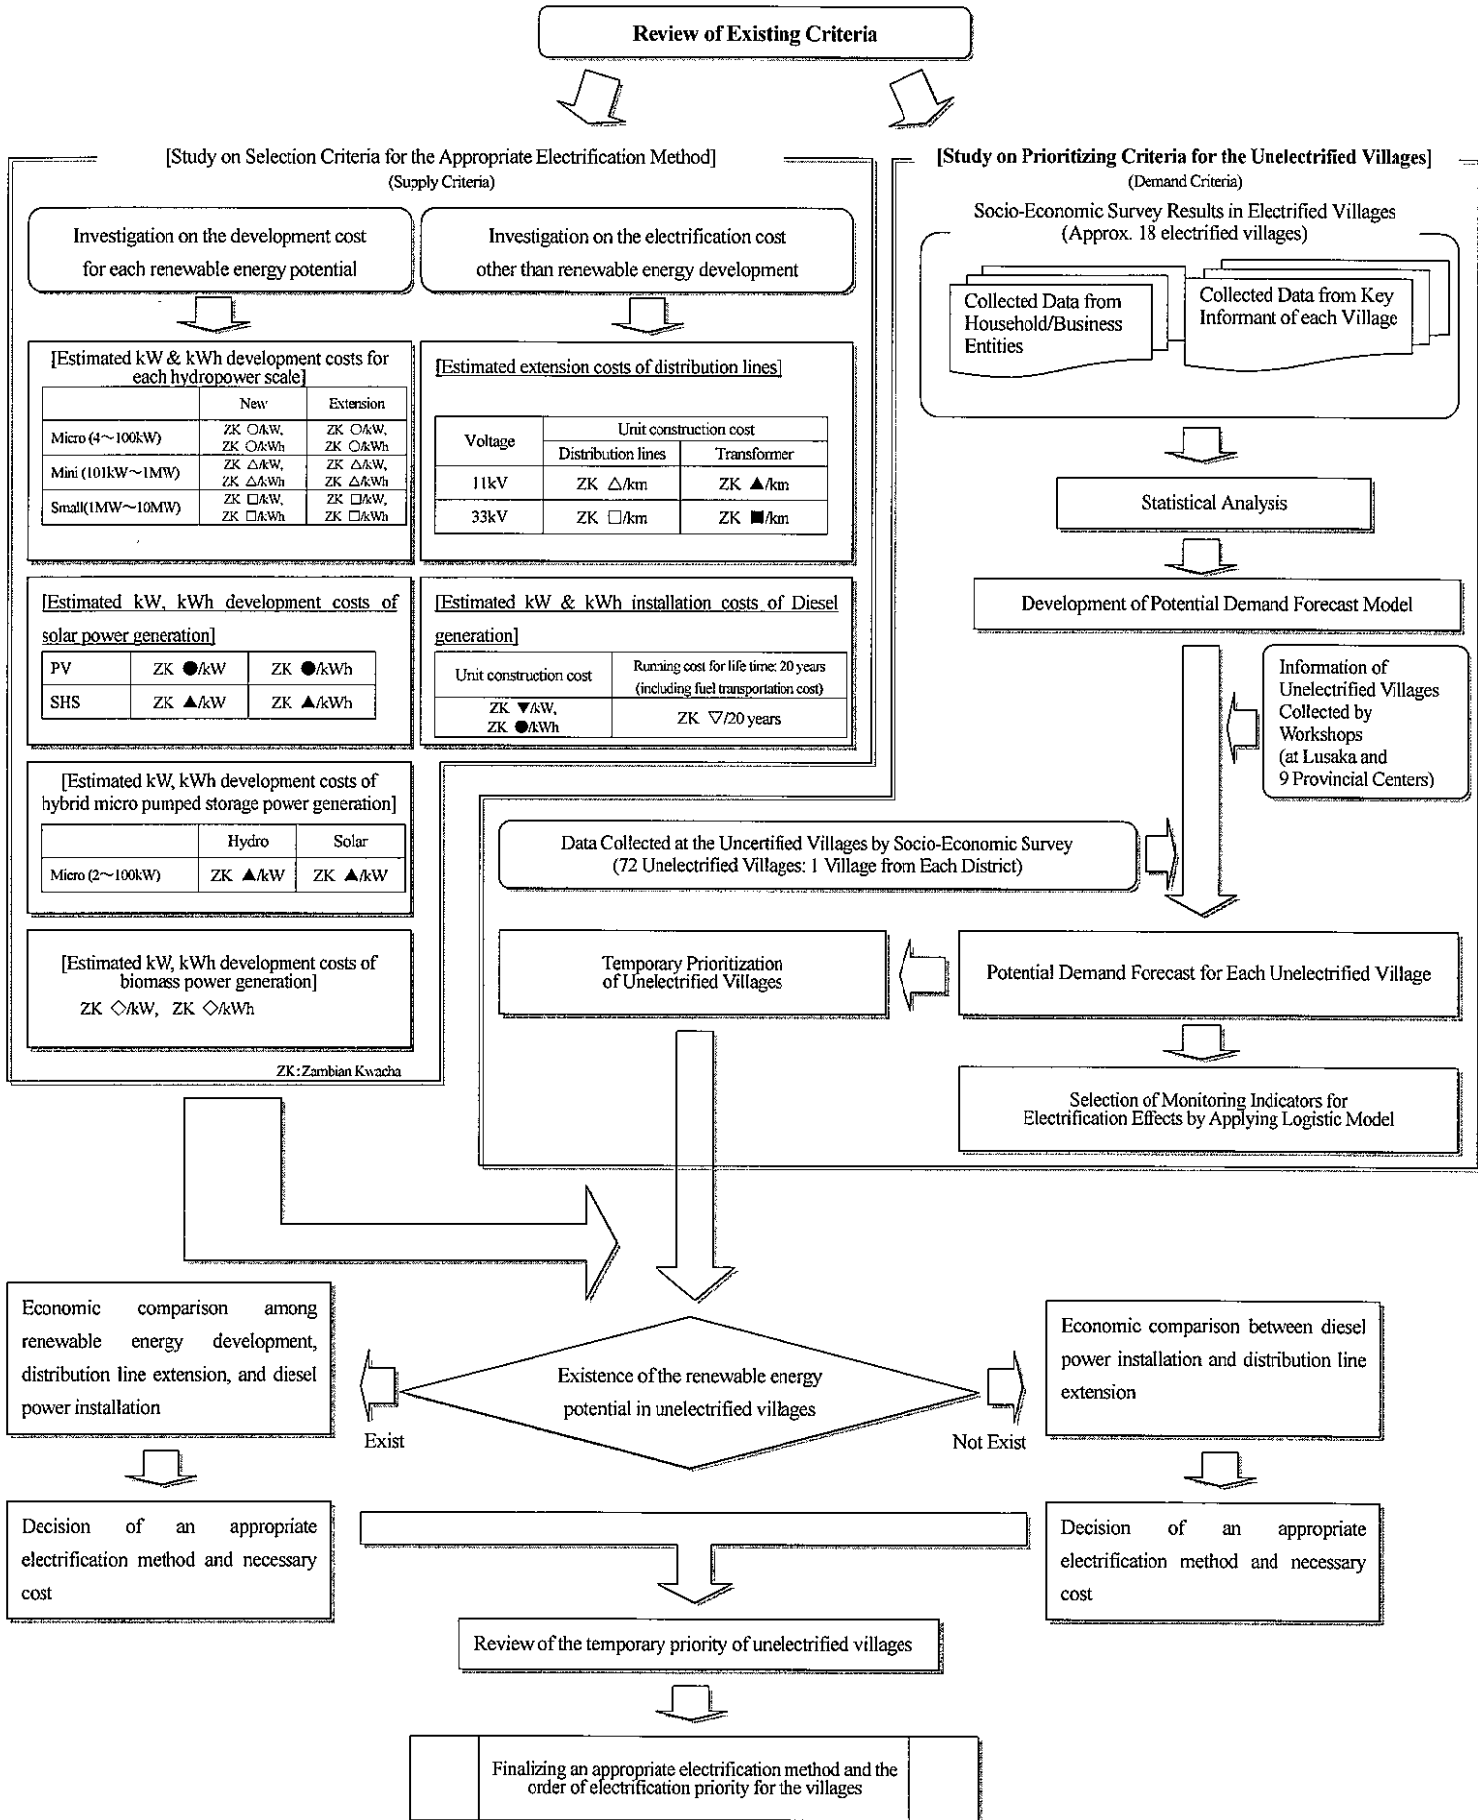 Review of Existing Criteria
[Study on Selection Criteria for the Appropriate Electrification Method]
(Supply Criteria)
Investigation on the development cost
for each renewable energy potential
Investigation on the electrification cost
other than renewable energy development
[Estimated kW & kWh development costs for
each hydropower scale]
New Extension
Micro (4~100kW) ZK ○/kW, ZK ○/kWh ZK ○/kW, ZK ○/kWh
Mini (101kW~1MW) ZK △/kW, ZK △/kWh ZK △/kW, ZK △/kWh
Small(1MW~10MW) ZK □/kW, ZK □/kWh ZK □/kW, ZK □/kWh
[Estimated extension costs of distribution lines]
Voltage Unit construction cost
Distribution lines Transformer
11kV ZK △/km ZK ▲/km
33kV ZK □/km ZK ■/km
[Estimated kW, kWh development costs of
solar power generation]
PV ZK ●/kW ZK ●/kWh
SHS ZK ▲/kW ZK ▲/kWh
[Estimated kW & kWh installation costs of Diesel
generation]
Unit construction cost
Running cost for life time: 20 years
(including fuel transportation cost)
ZK ▼/kW,
ZK ●/kWh
ZK ▽/20 years
[Estimated kW, kWh development costs of
hybrid micro pumped storage power generation]
Hydro Solar
Micro (2~100kW) ZK ▲/kW ZK ▲/kW
[Estimated kW, kWh development costs of
biomass power generation]
ZK ◇/kW, ZK ◇/kWh
ZK:Zambian Kwacha
[Study on Prioritizing Criteria for the Unelectrified Villages]
(Demand Criteria)
Socio-Economic Survey Results in Electrified Villages
(Approx. 18 electrified villages)
Collected Data from
Household/Business
Entities
Collected Data from Key
Informant of each Village
Statistical Analysis
Development of Potential Demand Forecast Model
Information of
Unelectrified Villages
Collected by
Workshops
(at Lusaka and
9 Provincial Centers)
Data Collected at the Uncertified Villages by Socio-Economic Survey
(72 Unelectrified Villages: 1 Village from Each District)
Temporary Prioritization
of Unelectrified Villages
Potential Demand Forecast for Each Unelectrified Village
Selection of Monitoring Indicators for
Electrification Effects by Applying Logistic Model
Economic comparison among
renewable energy development,
distribution line extension, and diesel
power installation
Existence of the renewable energy
potential in unelectrified villages
Exist
Not Exist
Economic comparison between diesel
power installation and distribution line
extension
Decision of an appropriate
electrification method and necessary
cost
Decision of an appropriate
electrification method and necessary
cost
Review of the temporary priority of unelectrified villages
Finalizing an appropriate electrification method and the
order of electrification priority for the villages